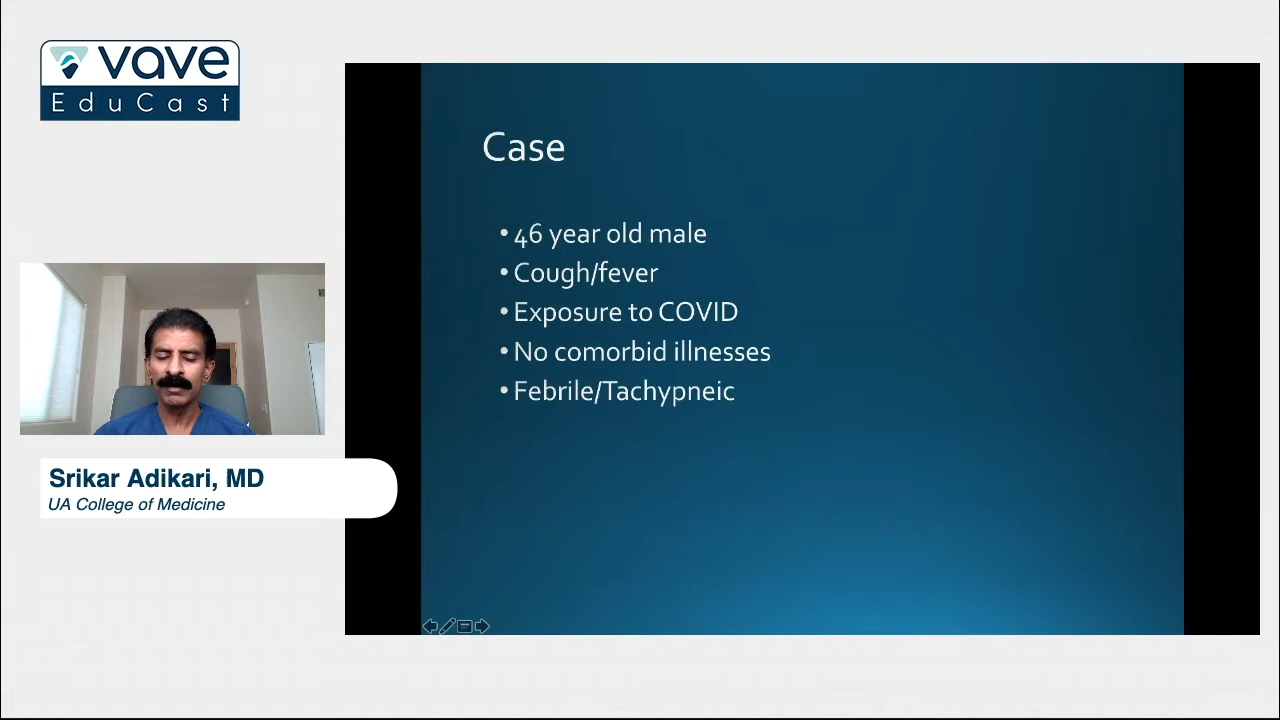 vave
EduCast
Case
• 46 year old male
• Cough/fever
• Exposure to COVID
• No comorbid illnesses
• Febrile/Tachypneic
Srikar Adikari, MD
UA College of Medicine